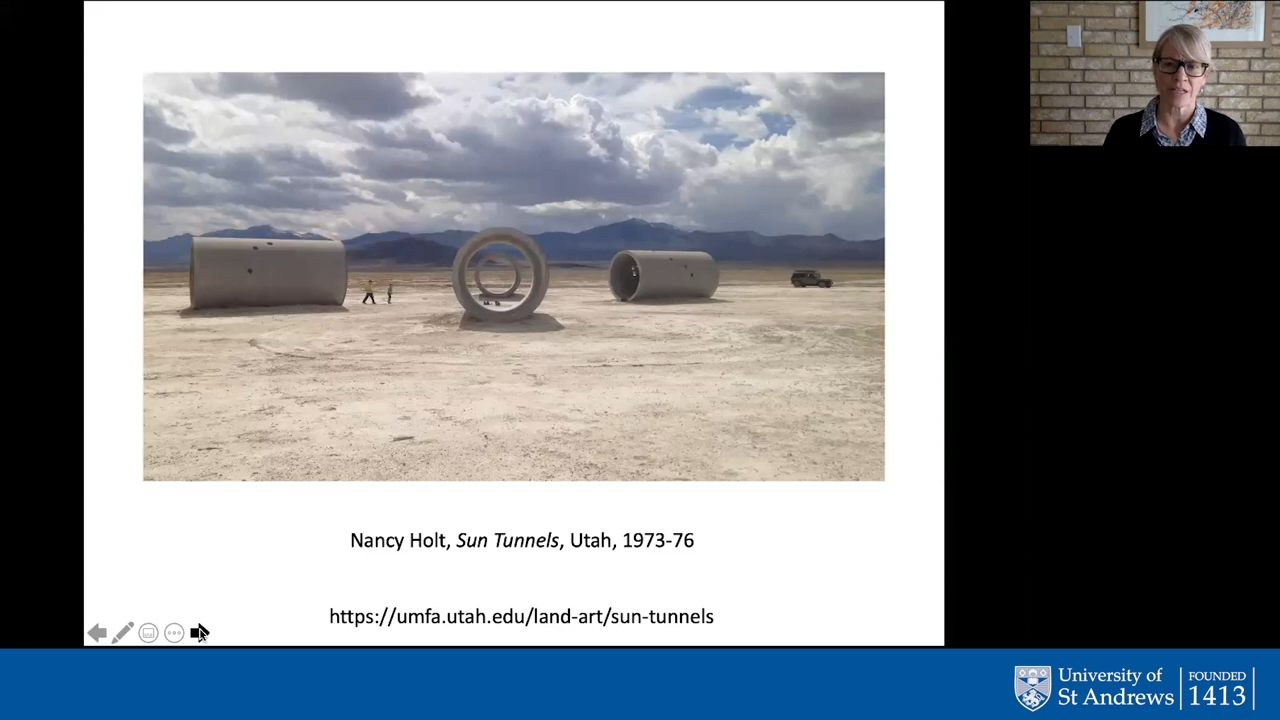 Nancy Holt, Sun Tunnels, Utah, 1973-76
https://umfa.utah.edu/land-art/sun-tunnels
University of
St Andrews
FOUNDED
1413